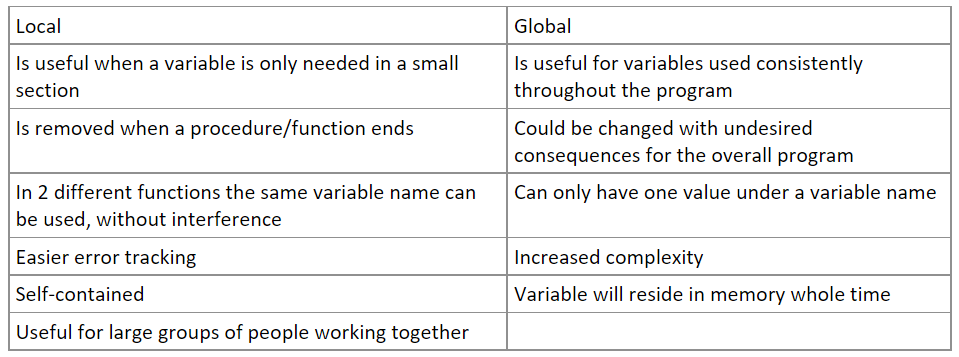 Local
Global
Is useful when a variable is only needed in a small
section
Is useful for variables used consistently
throughout the program
Is removed when a procedure/function ends
Could be changed with undesired
consequences for the overall program
In 2 different functions the same variable name can
be used, without interference
Can only have one value under a variable name
Easier error tracking
Increased complexity
Self-contained
Variable will reside in memory whole time
Useful for large groups of people working together